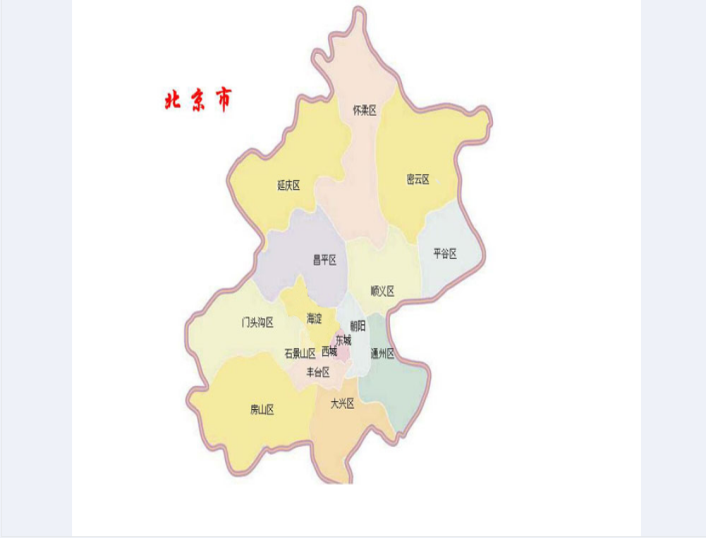 北京市
怀柔区
密云区
延庆区
平谷区
昌平区
顺义区
门头沟区
海淀
朝阳
东城
石景山区
西城
通州区
丰台区
大兴区
房山区